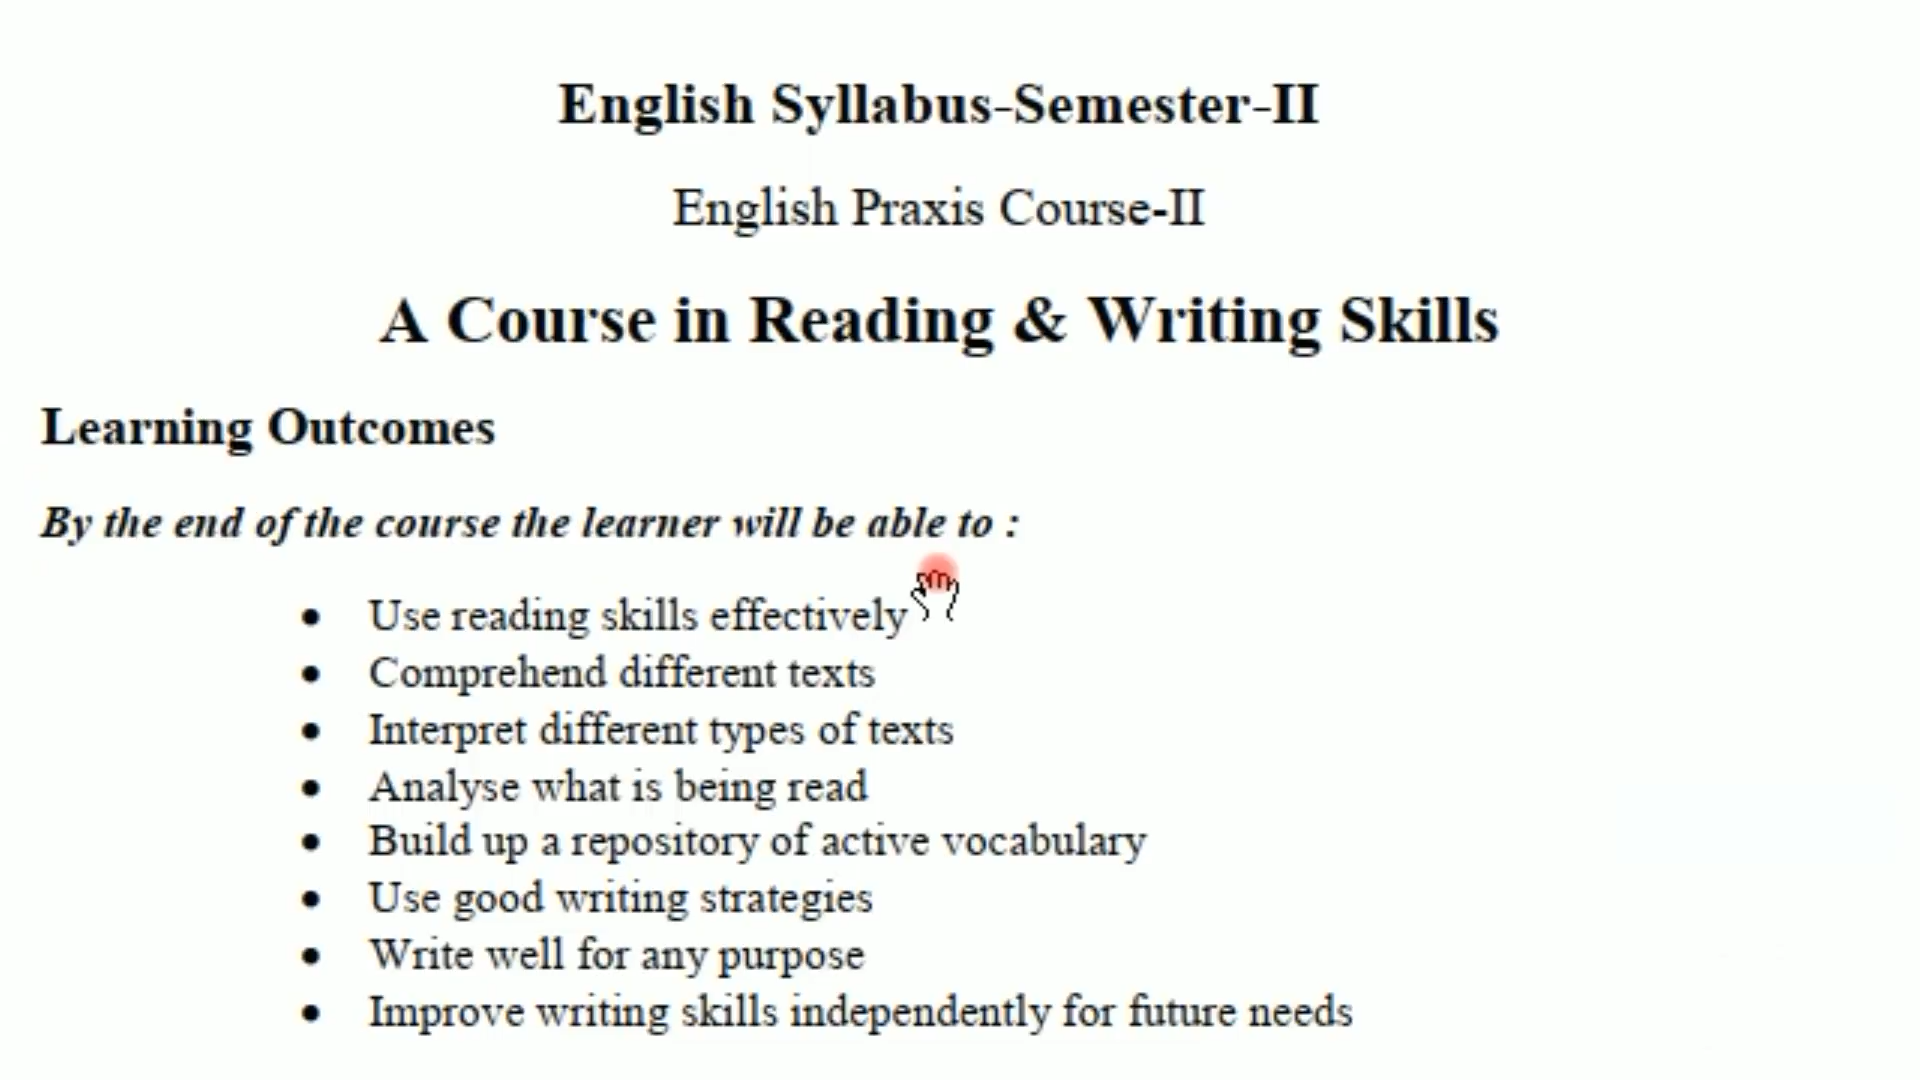 English Syllabus-Semester-II
English Praxis Course-II
A Course in Reading & Writing Skills
Learning Outcomes
By the end of the course the learner will be able to :
• Use reading skills effectively
• Comprehend different texts
• Interpret different types of texts
• Analyse what is being read
• Build up a repository of active vocabulary
• Use good writing strategies
• Write well for any purpose
• Improve writing skills independently for future needs